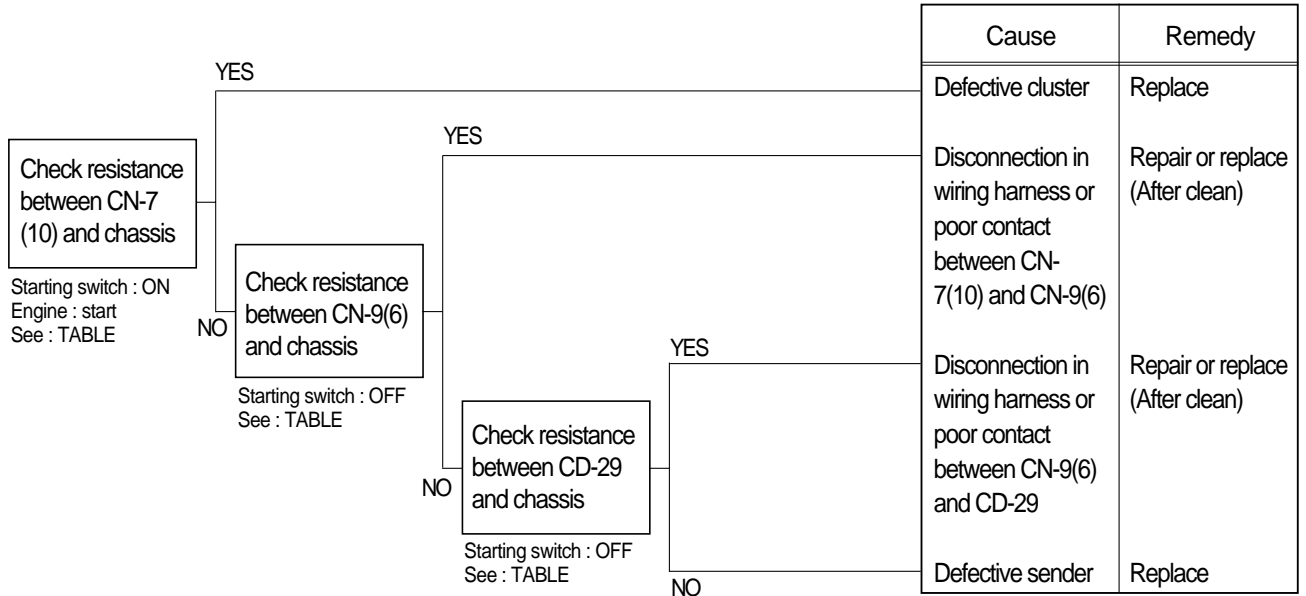 Cause
Remedy
YES
Defective cluster
Replace
YES
Check resistance
between CN-7
(10) and chassis
Disconnection in
wiring harness or
poor contact
between CN-
7(10) and CN-9(6)
Repair or replace
(After clean)
Starting switch : ON
Engine : start
See : TABLE
NO
Check resistance
between CN-9(6)
and chassis
YES
Starting switch : OFF
See : TABLE
Disconnection in
wiring harness or
poor contact
between CN-9(6)
and CD-29
Repair or replace
(After clean)
NO
Check resistance
between CD-29
and chassis
Starting switch : OFF
See : TABLE
NO
Defective sender
Replace